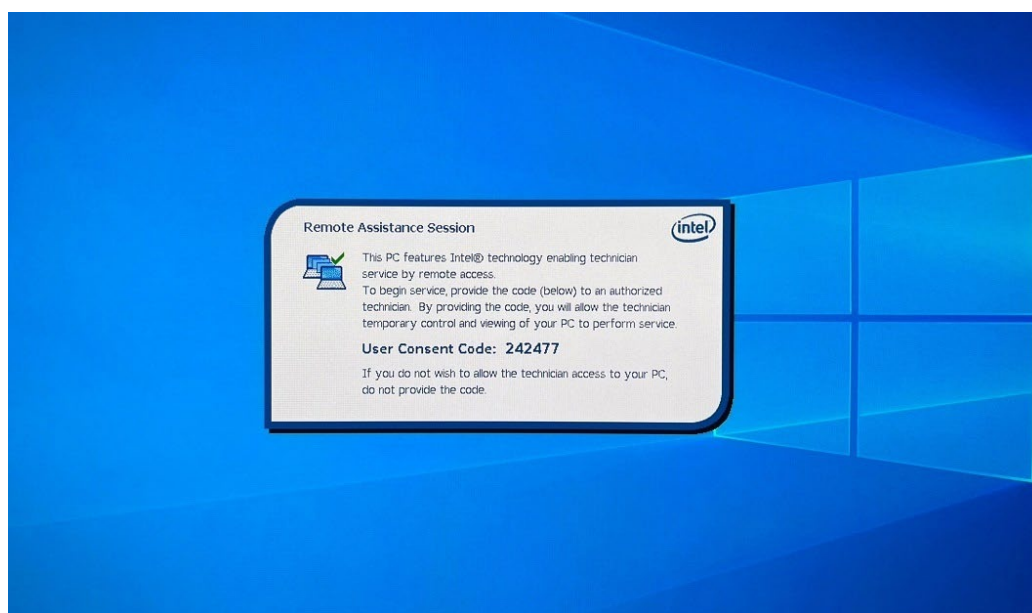 Remote Assistance Session
intel
This PC features Intel® technology enabling technician
service by remote access.
To begin service, provide the code (below) to an authorized
technician. By providing the code, you will allow the technician
temporary control and viewing of your PC to perform service.
User Consent Code: 242477
If you do not wish to allow the technician access to your PC,
do not provide the code.